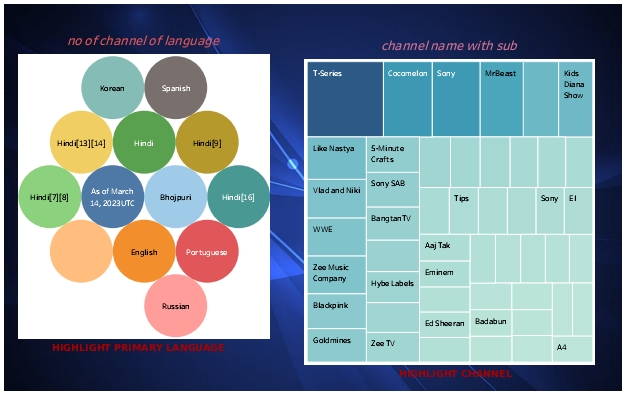 no of channel of language
channel name with sub
Korean
Spanish
Hindi[13][14]
Hindi
Hindi[9]
Hindi[7][8]
As of March
14, 2023UTC
Bhojpuri
Hindi[16]
English
Portuguese
Russian
HIGHLIGHT PRIMARY LANGUAGE
T-Series
Cocomelon
Sony
MrBeast
Kids
Diana
Show
Like Nastya
5-Minute
Crafts
Vlad and Niki
Sony SAB
Tips
Sony
El
BangtanTV
WWE
Aaj Tak
Zee Music
Company
Eminem
Hybe Labels
Blackpink
Ed Sheeran
Badabun
Goldmines
Zee TV
A4
HIGHLIGHT CHANNEL